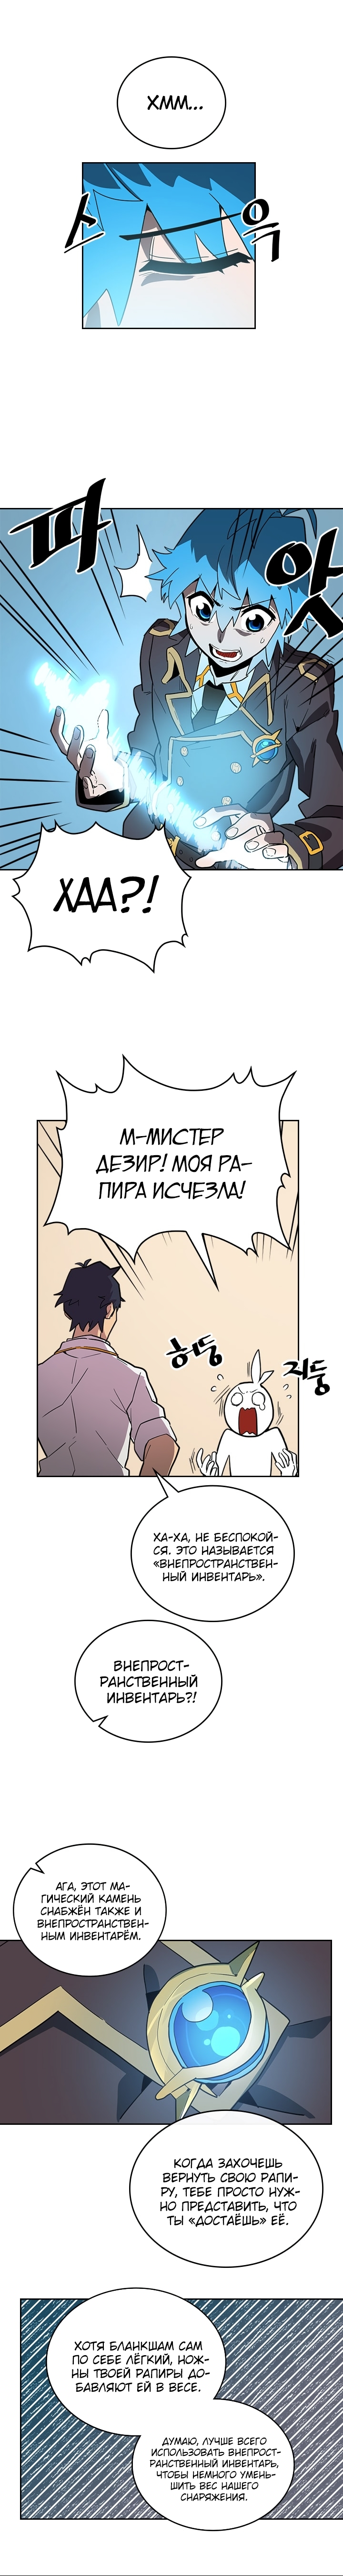 ХММ...
스윽
파앗
ХАА?!
М-МИСТЕР
ДЕЗИР! МОЯ РА-
ПИРА ИСЧЕЗЛА!
허둥
지둥
ХА-ХА, НЕ БЕСПОКОЙ-
СЯ. ЭТО НАЗЫВАЕТСЯ
«ВНЕПРОСТРАНСТВЕН-
НЫЙ ИНВЕНТАРЬ».
ВНЕПРОСТ-
РАНСТВЕННЫЙ
ИНВЕНТАРЬ?!
АГА, ЭТОТ МА-
ГИЧЕСКИЙ КАМЕНЬ
СНАБЖЁН ТАКЖЕ И
ВНЕПРОСТРАНСТВЕН-
НЫМ ИНВЕНТАРЁМ.
КОГДА ЗАХОЧЕШЬ
ВЕРНУТЬ СВОЮ РАПИ-
РУ, ТЕБЕ ПРОСТО НУЖ-
НО ПРЕДСТАВИТЬ, ЧТО
ТЫ «ДОСТАЁШЬ» ЕЁ.
ХОТЯ БЛАНКШАМ САМ
ПО СЕБЕ ЛЁГКИЙ, НОЖ-
НЫ ТВОЕЙ РАПИРЫ ДО-
БАВЛЯЮТ ЕЙ В ВЕСЕ.
ДУМАЮ, ЛУЧШЕ ВСЕГО
ИСПОЛЬЗОВАТЬ ВНЕПРОСТ-
РАНСТВЕННЫЙ ИНВЕНТАРЬ,
ЧТОБЫ НЕМНОГО УМЕНЬ-
ШИТЬ ВЕС НАШЕГО
СНАРЯЖЕНИЯ.